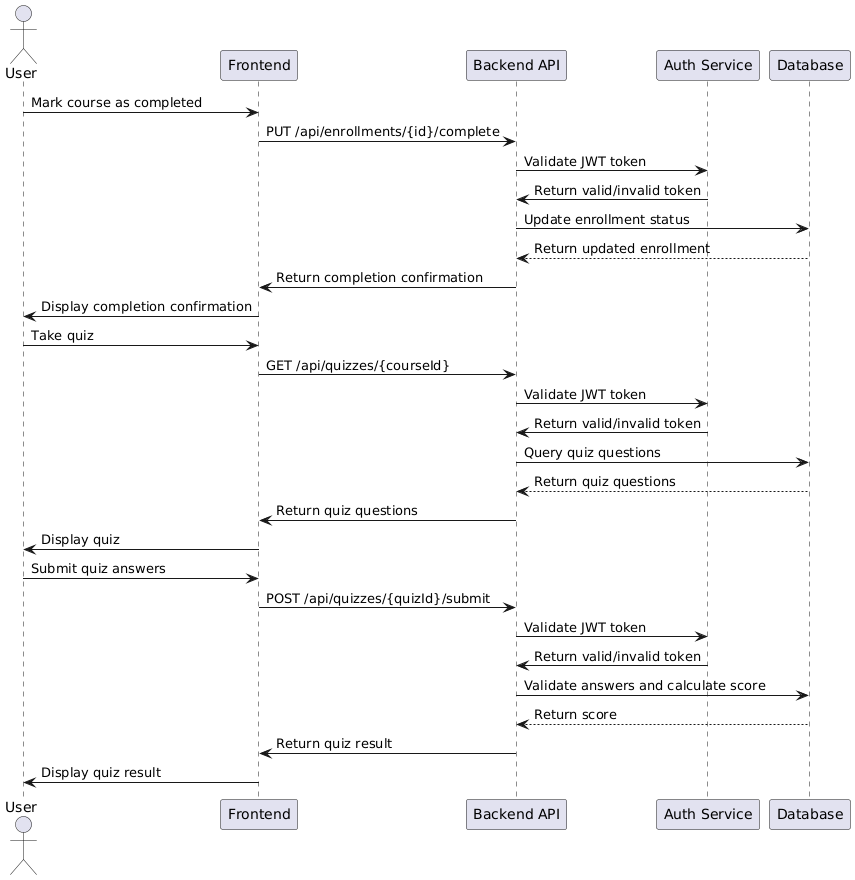 User
Frontend
Backend API
Auth Service
Database
Mark course as completed
PUT /api/enrollments/{id}/complete
Validate JWT token
Return valid/invalid token
Update enrollment status
Return updated enrollment
Return completion confirmation
Display completion confirmation
Take quiz
GET /api/quizzes/{courseId}
Validate JWT token
Return valid/invalid token
Query quiz questions
Return quiz questions
Return quiz questions
Display quiz
Submit quiz answers
POST /api/quizzes/{quizId}/submit
Validate JWT token
Return valid/invalid token
Validate answers and calculate score
Return score
Return quiz result
Display quiz result
User
Frontend
Backend API
Auth Service
Database